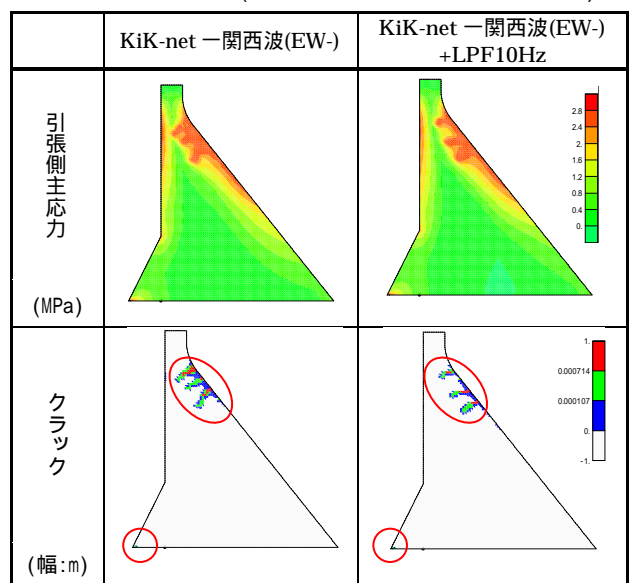 KiK-net 一関西波(EW-)
KiK-net 一関西波(EW-)
+LPF10Hz
引張側主応力
(MPa)
2.8
2.4
2.
1.6
1.2
0.8
0.4
0.
クラック
(幅:m)
1.
0.000714
0.000107
0.
-1.